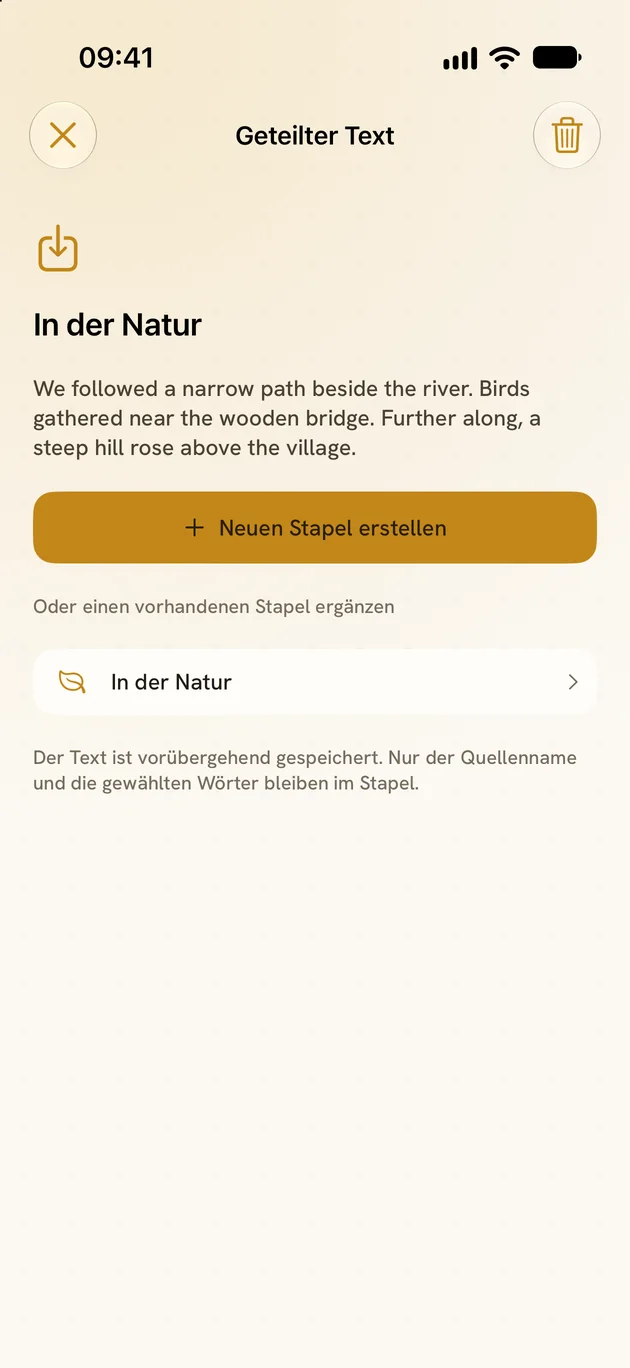 09:41
Geteilter Text
In der Natur
We followed a narrow path beside the river. Birds
gathered near the wooden bridge. Further along, a
steep hill rose above the village.
Neuen Stapel erstellen
Oder einen vorhandenen Stapel ergänzen
In der Natur
Der Text ist vorübergehend gespeichert. Nur der Quellenname
und die gewählten Wörter bleiben im Stapel.